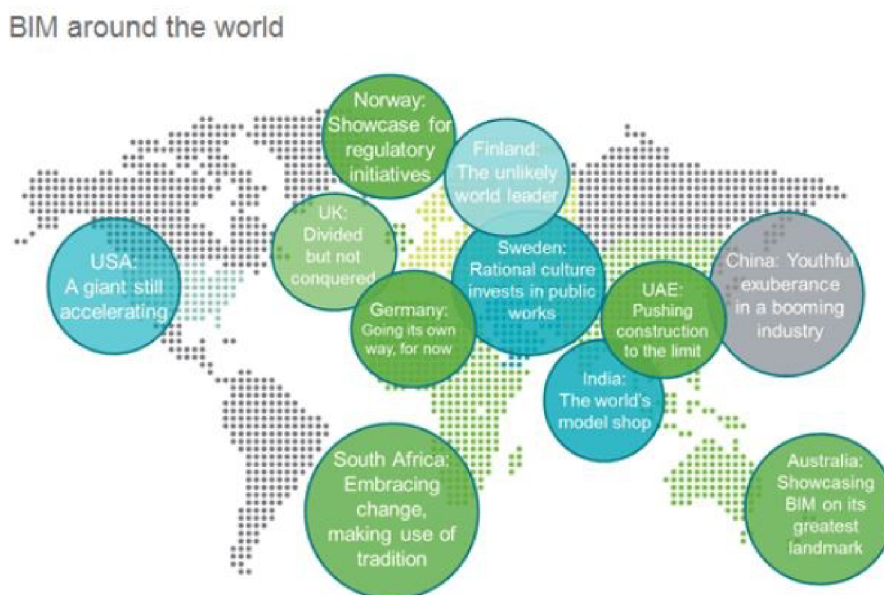 BIM around the world
Norway:
Showcase for
regulatory
initiatives
Finland:
The unlikely
world leader
UK:
Divided
but not
conquered
USA:
A giant still
accelerating
Sweden:
Rational culture
invests in public
works
China: Youthful
exuberance
in a booming
industry
UAE:
Pushing
construction
to the limit
Germany:
Going its own
way, for now
India:
The world's
model shop
South Africa:
Embracing
change,
making use of
tradition
Australia:
Showcasing
BIM on its
greatest
landmark